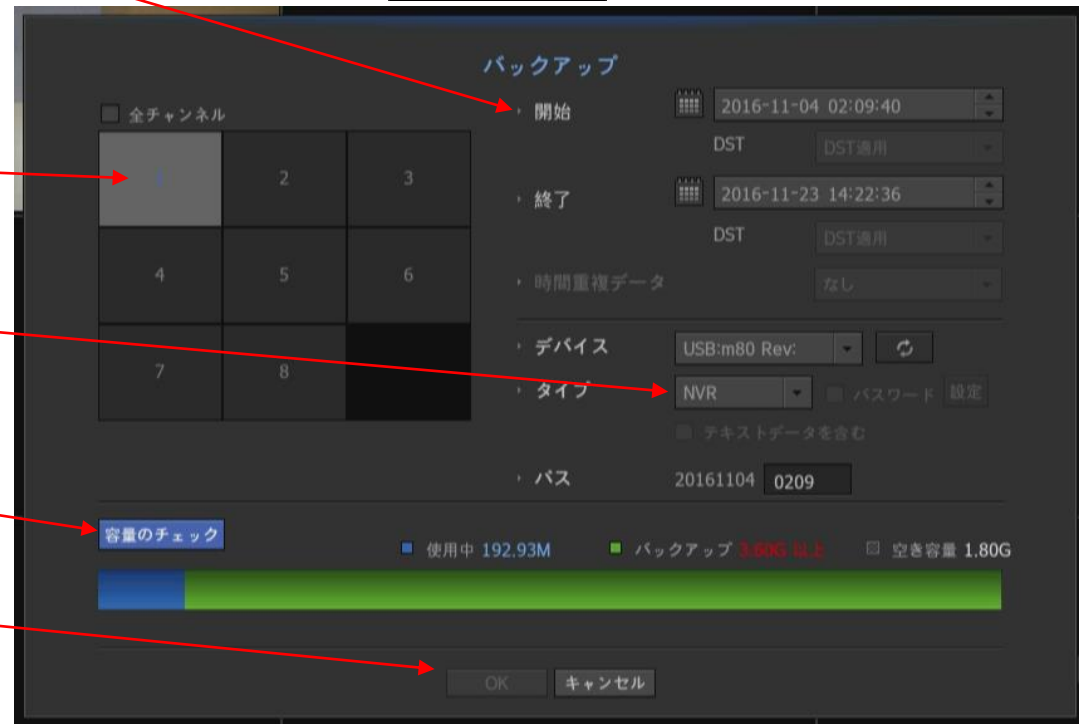 バックアップ
全チャンネル
1 2 3
4 5 6
7 8
開始 2016-11-04 02:09:40
DST DST適用
終了 2016-11-23 14:22:36
DST DST適用
時間重複データ なし
デバイス USB:m80 Rev:
タイプ NVR パスワード 設定
テキストデータを含む
パス 20161104 0209
容量のチェック
使用中 192.93M バックアップ 3.60G 以上 空き容量 1.80G
OK キャンセル